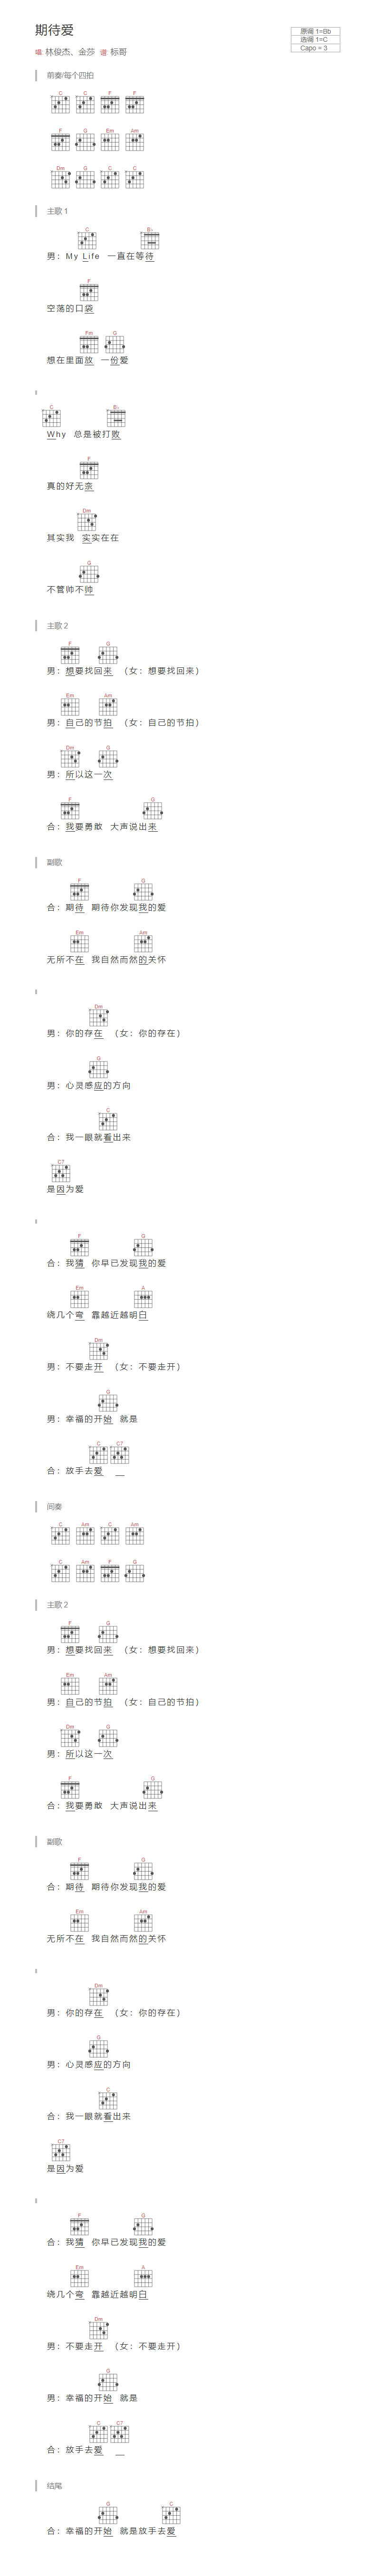 期待爱
原调 1=Bb
唱 林俊杰、金莎 谱 标哥
选调 1=C
Capo = 3
前奏/每个四拍
C C F F
F G Em Am
Dm G C C
主歌 1
C B♭
男：My Life 一直在等待
F
空荡的口袋
Fm G
想在里面放 一份爱
C B♭
Why 总是被打败
F
真的好无奈
Dm
其实我 实实在在
G
不管帅不帅
主歌 2
F G
男：想要找回来 （女：想要找回来）
Em Am
男：自己的节拍 （女：自己的节拍）
Dm G
男：所以这一次
F G
合：我要勇敢 大声说出来
副歌
F G
合：期待 期待你发现我的爱
Em Am
无所不在 我自然而然的关怀
Dm
男：你的存在 （女：你的存在）
G
男：心灵感应的方向
C
合：我一眼就看出来
C7
是因为爱
F G
合：我猜 你早已发现我的爱
Em A
绕几个弯 靠越近越明白
Dm
男：不要走开 （女：不要走开）
G
男：幸福的开始 就是
C C7
合：放手去爱
间奏
C Am C Am
C Am F G
主歌 2
F G
男：想要找回来 （女：想要找回来）
Em Am
男：自己的节拍 （女：自己的节拍）
Dm G
男：所以这一次
F G
合：我要勇敢 大声说出来
副歌
F G
合：期待 期待你发现我的爱
Em Am
无所不在 我自然而然的关怀
Dm
男：你的存在 （女：你的存在）
G
男：心灵感应的方向
C
合：我一眼就看出来
C7
是因为爱
F G
合：我猜 你早已发现我的爱
Em A
绕几个弯 靠越近越明白
Dm
男：不要走开 （女：不要走开）
G
男：幸福的开始 就是
C C7
合：放手去爱
结尾
G C
合：幸福的开始 就是放手去爱